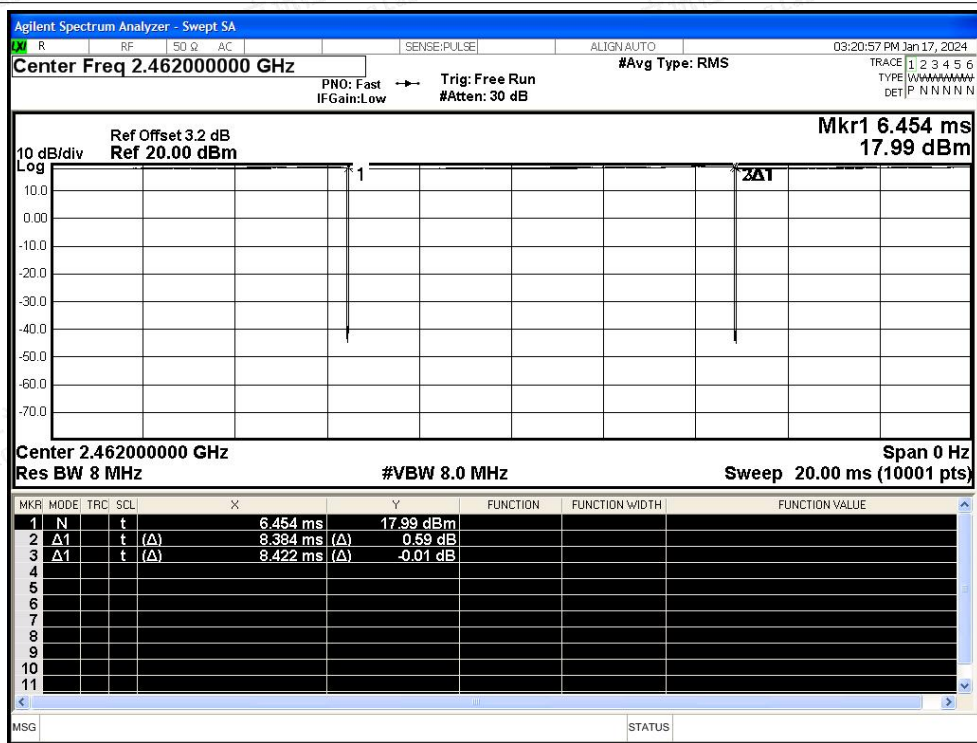 Agilent Spectrum Analyzer - Swept SA
LXI R RF 50 Ω AC SENSE:PULSE ALIGN AUTO 03:20:57 PM Jan 17, 2024
Center Freq 2.462000000 GHz #Avg Type: RMS TRACE 1 2 3 4 5 6
PNO: Fast Trig: Free Run TYPE WWWWWW
IFGain:Low #Atten: 30 dB DET P N N N N N
Mkr1 6.454 ms
Ref Offset 3.2 dB
10 dB/div Ref 20.00 dBm 17.99 dBm
Log
1
3Δ1
10.0
0.00
-10.0
-20.0
-30.0
-40.0
-50.0
-60.0
-70.0
Center 2.462000000 GHz Span 0 Hz
Res BW 8 MHz #VBW 8.0 MHz Sweep 20.00 ms (10001 pts)
MKR MODE TRC SCL X Y FUNCTION FUNCTION WIDTH FUNCTION VALUE
1 N t 6.454 ms 17.99 dBm
2 Δ1 t (Δ) 8.384 ms (Δ) 0.59 dB
3 Δ1 t (Δ) 8.422 ms (Δ) -0.01 dB
4
5
6
7
8
9
10
11
MSG STATUS